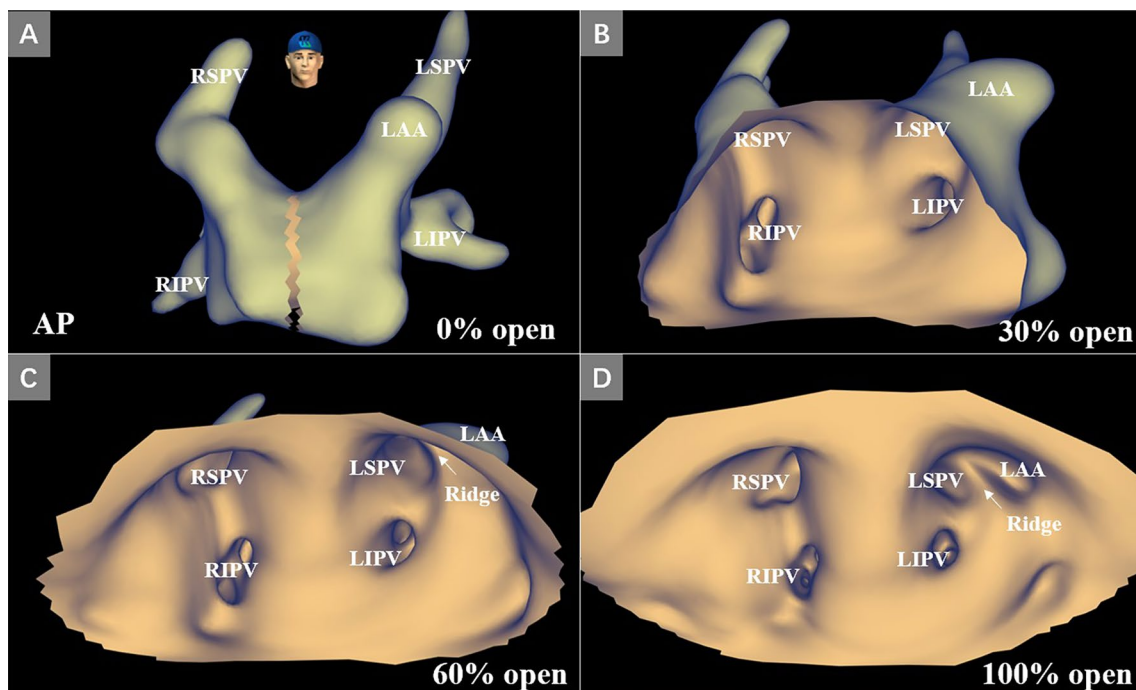 A
RSPV
LSPV
LAA
LIPV
RIPV
AP
0% open
B
LAA
RSPV
LSPV
LIPV
RIPV
30% open
C
LAA
RSPV
LSPV
Ridge
LIPV
RIPV
60% open
D
RSPV
LSPV
LAA
Ridge
LIPV
RIPV
100% open